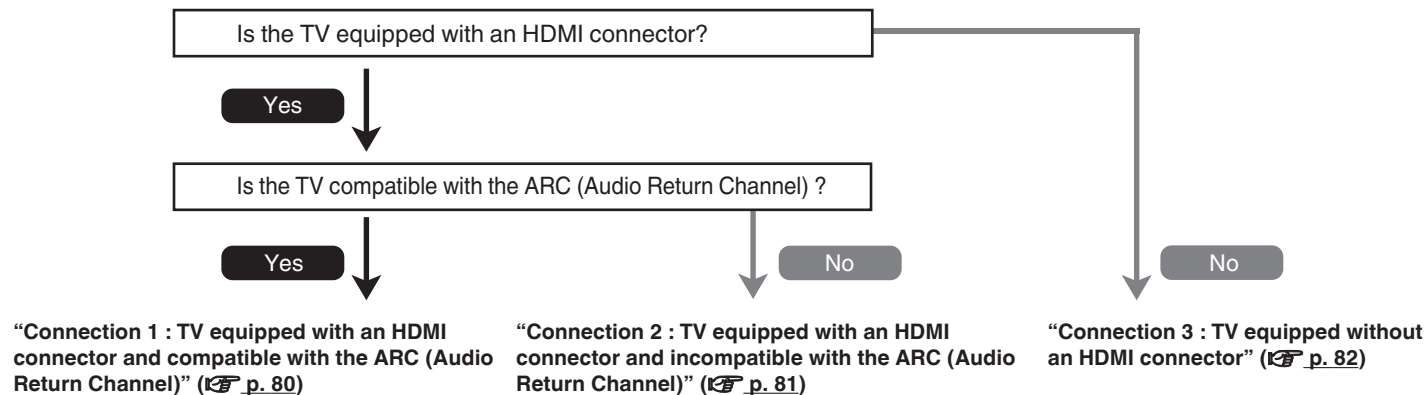 Is the TV equipped with an HDMI connector?
Yes
Is the TV compatible with the ARC (Audio Return Channel) ?
Yes
No
No
“Connection 1 : TV equipped with an HDMI
connector and compatible with the ARC (Audio
Return Channel)” (☞ p. 80)
“Connection 2 : TV equipped with an HDMI
connector and incompatible with the ARC (Audio
Return Channel)” (☞ p. 81)
“Connection 3 : TV equipped without
an HDMI connector” (☞ p. 82)